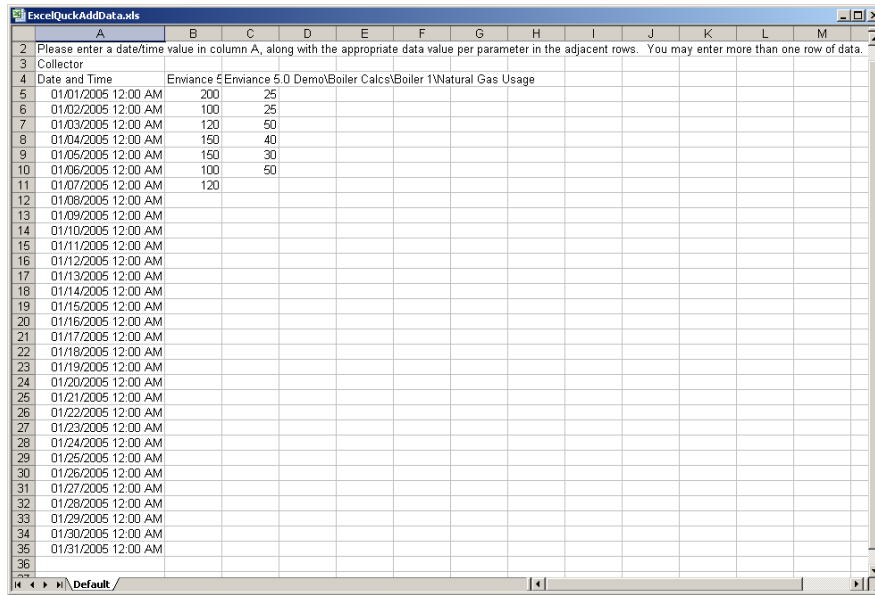 ExcelQuckAddData.xls
A B C D E F G H I J K L M
2 Please enter a date/time value in column A, along with the appropriate data value per parameter in the adjacent rows. You may enter more than one row of data.
3 Collector
4 Date and Time Enviance 5 Enviance 5.0 Demo\Boiler Calcs\Boiler 1\Natural Gas Usage
5 01/01/2005 12:00 AM 200 25
6 01/02/2005 12:00 AM 100 25
7 01/03/2005 12:00 AM 120 50
8 01/04/2005 12:00 AM 150 40
9 01/05/2005 12:00 AM 150 30
10 01/06/2005 12:00 AM 100 50
11 01/07/2005 12:00 AM 120
12 01/08/2005 12:00 AM
13 01/09/2005 12:00 AM
14 01/10/2005 12:00 AM
15 01/11/2005 12:00 AM
16 01/12/2005 12:00 AM
17 01/13/2005 12:00 AM
18 01/14/2005 12:00 AM
19 01/15/2005 12:00 AM
20 01/16/2005 12:00 AM
21 01/17/2005 12:00 AM
22 01/18/2005 12:00 AM
23 01/19/2005 12:00 AM
24 01/20/2005 12:00 AM
25 01/21/2005 12:00 AM
26 01/22/2005 12:00 AM
27 01/23/2005 12:00 AM
28 01/24/2005 12:00 AM
29 01/25/2005 12:00 AM
30 01/26/2005 12:00 AM
31 01/27/2005 12:00 AM
32 01/28/2005 12:00 AM
33 01/29/2005 12:00 AM
34 01/30/2005 12:00 AM
35 01/31/2005 12:00 AM
36
Default